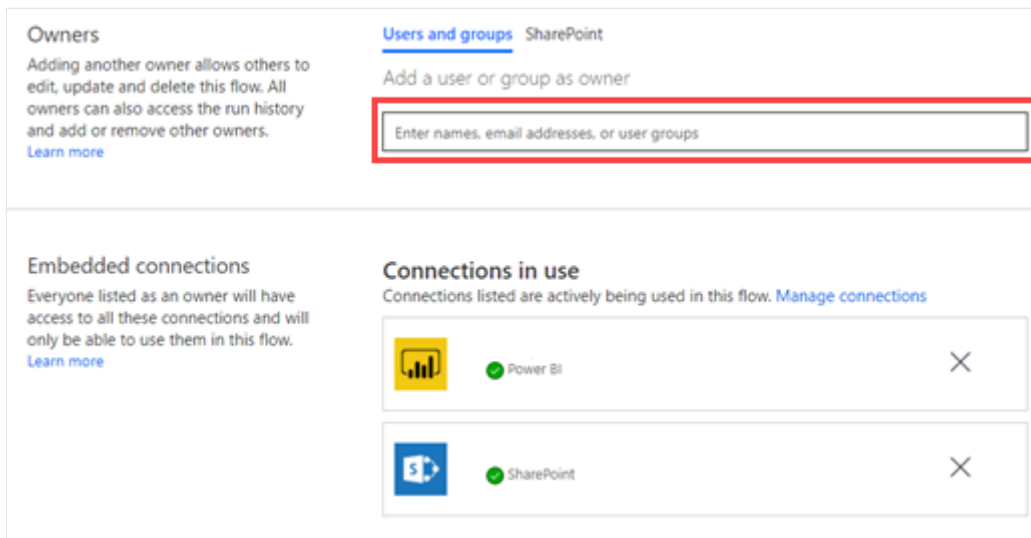 Owners
Adding another owner allows others to
edit, update and delete this flow. All
owners can also access the run history
and add or remove other owners.
Learn more
Users and groups SharePoint
Add a user or group as owner
Enter names, email addresses, or user groups
Embedded connections
Everyone listed as an owner will have
access to all these connections and will
only be able to use them in this flow.
Learn more
Connections in use
Connections listed are actively being used in this flow. Manage connections
Power BI
S
SharePoint